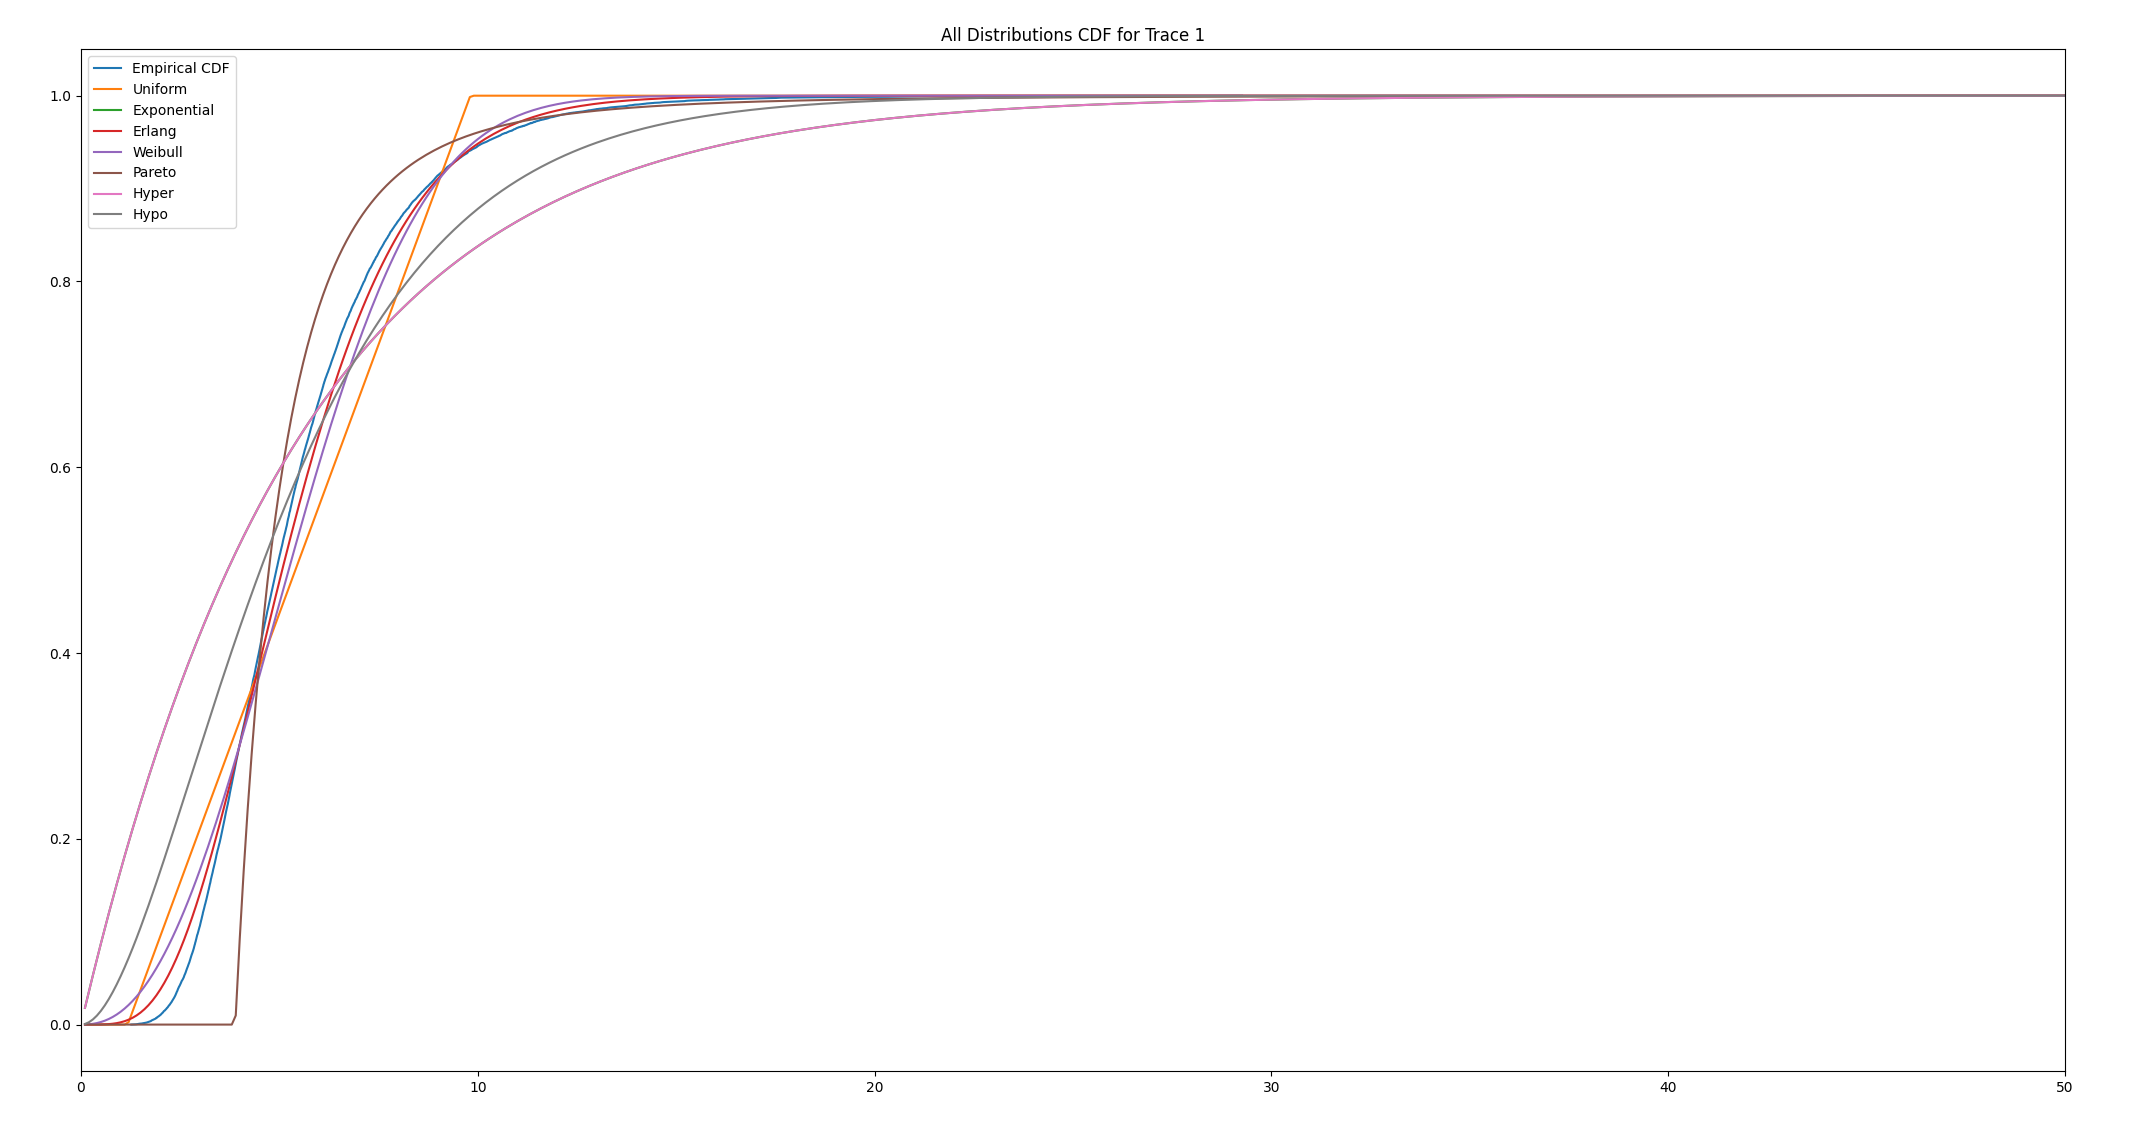 All Distributions CDF for Trace 1
Empirical CDF
Uniform
Exponential
Erlang
Weibull
Pareto
Hyper
Hypo
1.0
0.8
0.6
0.4
0.2
0.0
0 10 20 30 40 50